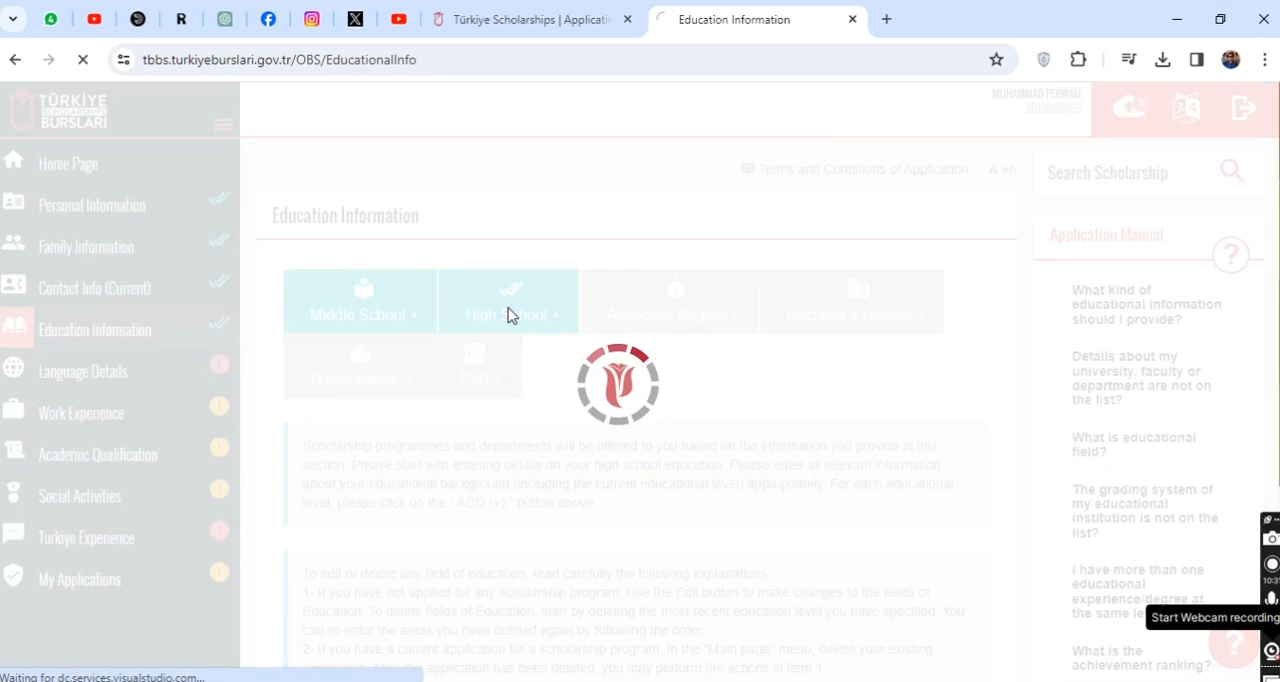 Türkiye Scholarships | Applicatio
Education Information
tbbs.turkiyeburslari.gov.tr/OBS/EducationalInfo
TÜRKİYE
SCHOLARSHIPS
BURSLARI
MUHAMMAD PERWAIZ
Home Page
Personal Information
Family Information
Contact Info (Current)
Education Information
Language Details
Work Experience
Academic Qualification
Social Activities
Turkiye Experience
My Applications
Terms and Conditions of Application
A +/-
Education Information
Middle School +
High School +
Associate Degree +
Bachelor's Degree +
Postgraduate +
PhD +
Scholarship programmes and departments will be offered to you based on the information you provide in this
section. Please start with entering details on your high school education. Please enter all relevant information
about your educational background (including the current educational level) appropriately. For each educational
level, please click on the " ADD (+) " button above.
To edit or delete any field of education, read carefully the following explanations.
1- If you have not applied for any scholarship program; Use the Edit button to make changes to the fields of
Education. To delete fields of Education, start by deleting the most recent education level you have specified. You
can re-enter the areas you have deleted again by following the order.
2- If you have a current application for a scholarship program. In the "Main page" menu, delete your existing
application. After the application has been deleted, you may perform the actions in item 1.
Search Scholarship
Application Manual
?
What kind of
educational information
should I provide?
Details about my
university, faculty or
department are not on
the list?
What is educational
field?
The grading system of
my educational
institution is not on the
list?
I have more than one
educational
experience/degree at
the same le
What is the
achievement ranking?
Start Webcam recording
?
Waiting for dc.services.visualstudio.com...